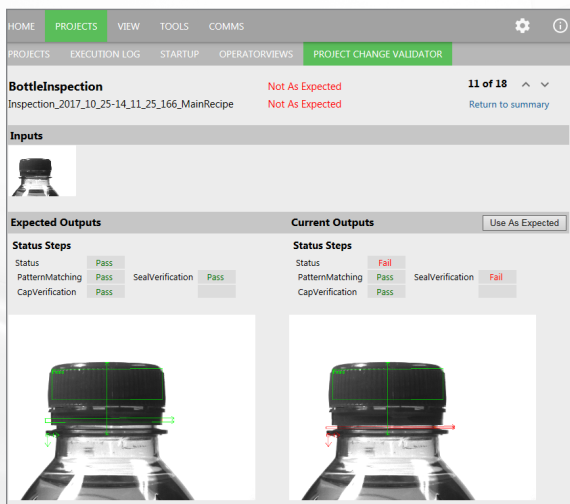 HOME PROJECTS VIEW TOOLS COMMS
PROJECTS EXECUTION LOG STARTUP OPERATORVIEWS PROJECT CHANGE VALIDATOR
BottleInspection Not As Expected 11 of 18
Inspection_2017_10_25-14_11_25_166_MainRecipe Not As Expected Return to summary
Inputs
Expected Outputs Current Outputs Use As Expected
Status Steps Status Steps
Status Pass Status Fail
PatternMatching Pass SealVerification Pass PatternMatching Pass SealVerification Fail
CapVerification Pass CapVerification Pass
Pass Pass